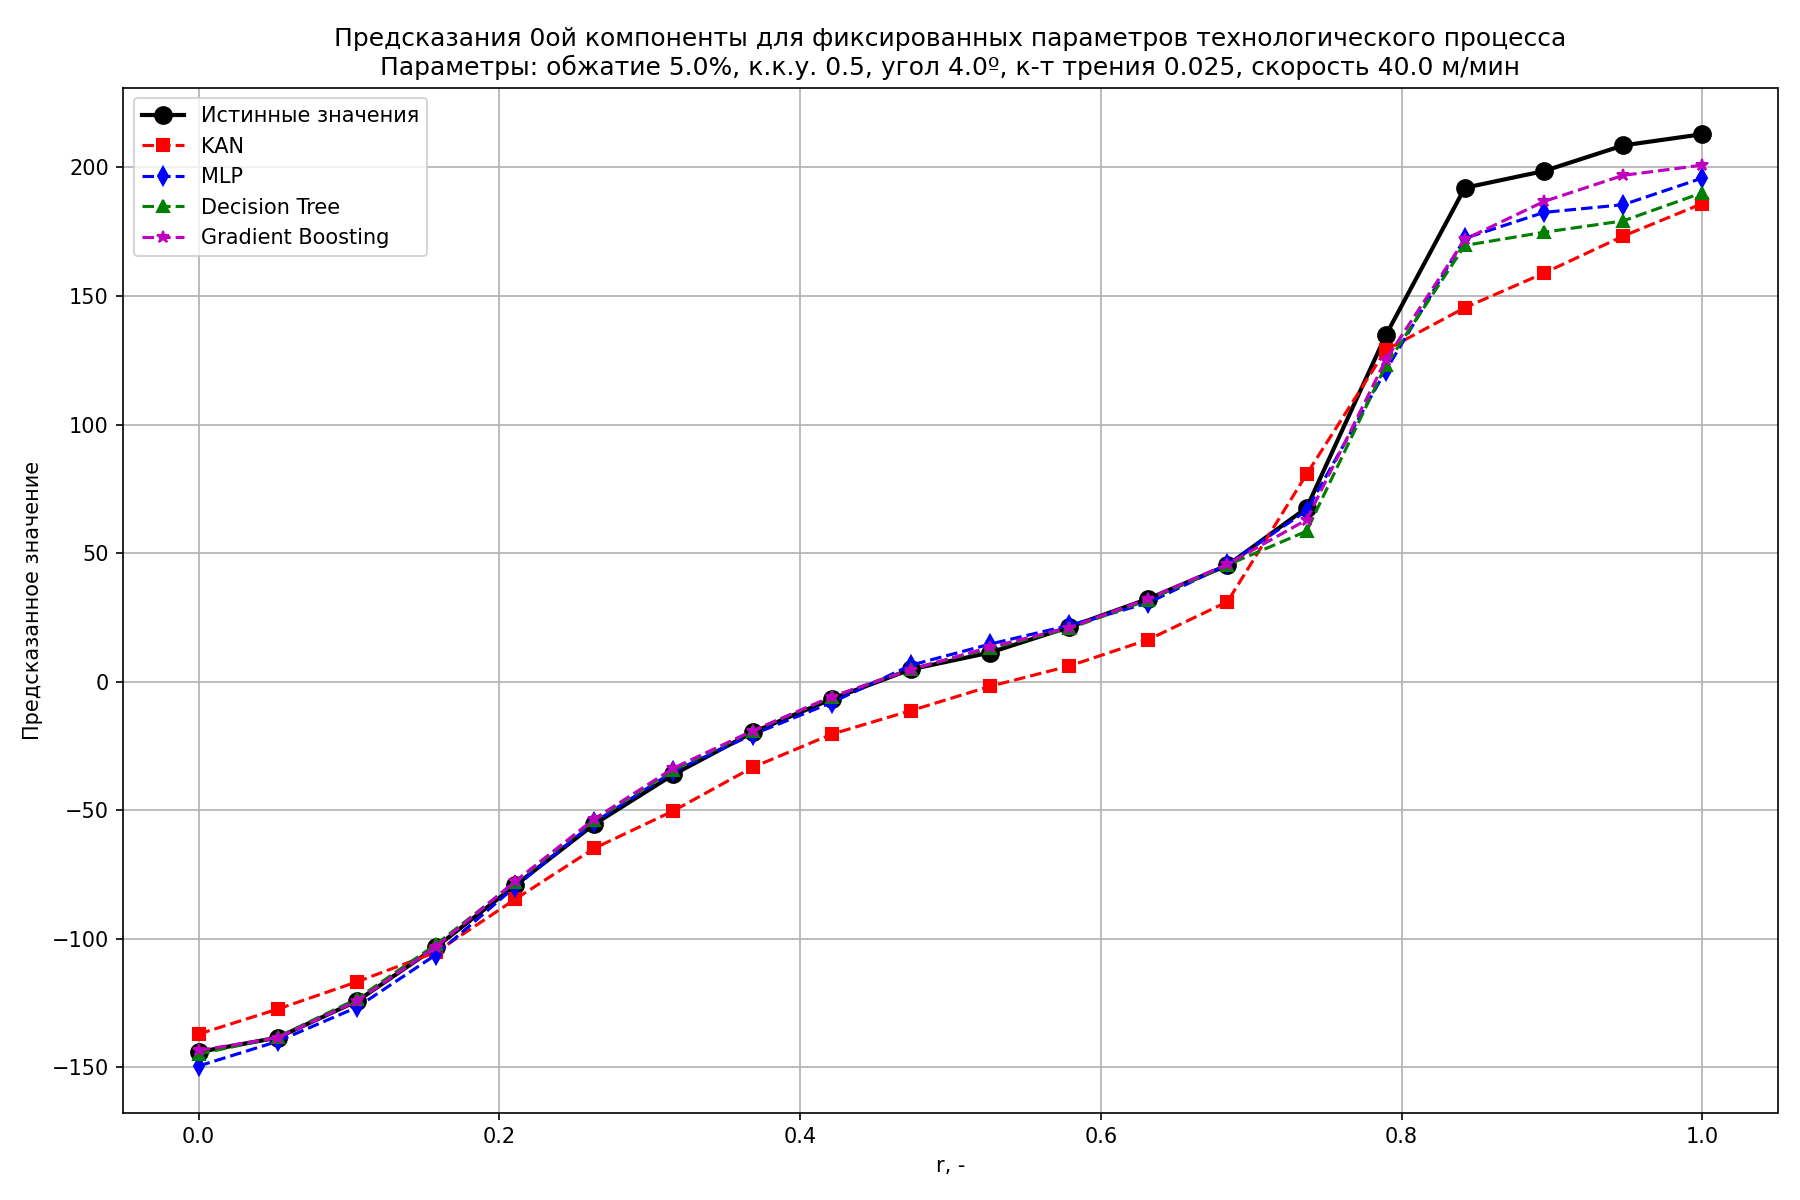 Предсказания 0ой компоненты для фиксированных параметров технологического процесса
Параметры: обжатие 5.0%, к.к.у. 0.5, угол 4.0º, к-т трения 0.025, скорость 40.0 м/мин
Истинные значения
KAN
MLP
Decision Tree
Gradient Boosting
Предсказанное значение
200
150
100
50
0
−50
−100
−150
0.0
0.2
0.4
0.6
0.8
1.0
r, -